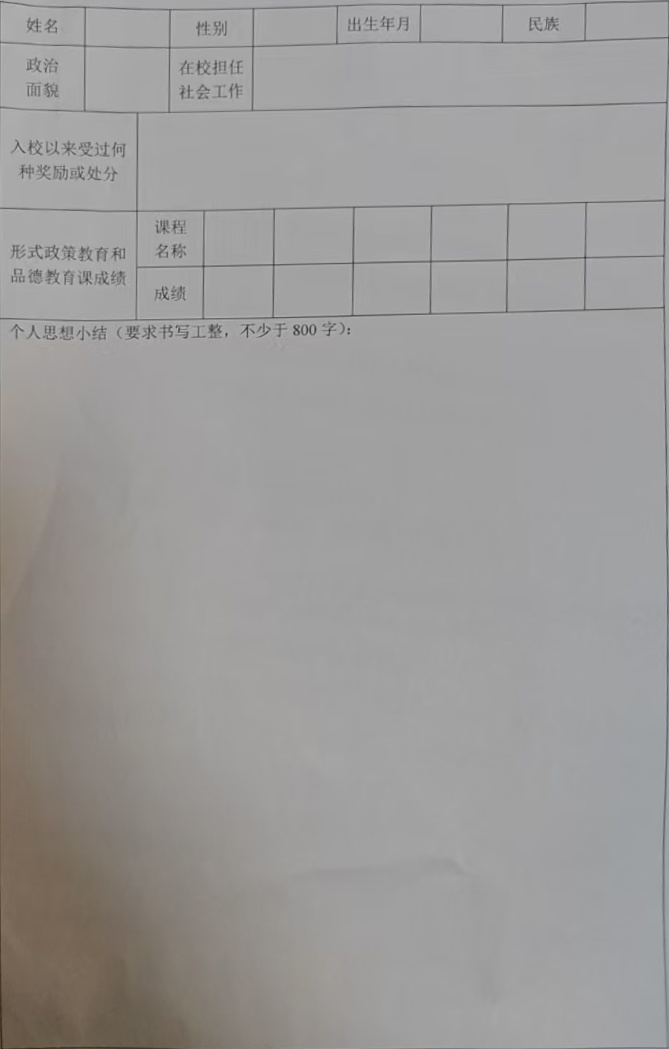 姓名 性别 出生年月 民族
政治
面貌
在校担任
社会工作
入校以来受过何
种奖励或处分
形式政策教育和
品德教育课成绩
课程
名称
成绩
个人思想小结（要求书写工整，不少于 800 字）：